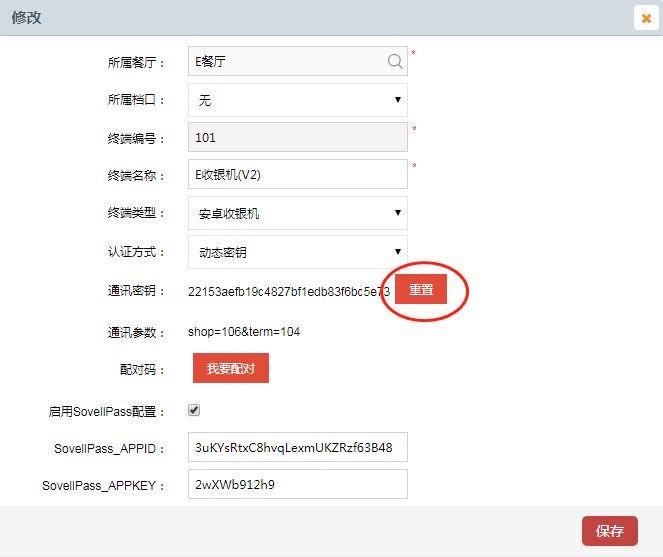 修改
所属餐厅： E餐厅 *
所属档口： 无
终端编号： 101 *
终端名称： E收银机(V2) *
终端类型： 安卓收银机
认证方式： 动态密钥
通讯密钥： 22153aefb19c4827bf1edb83f6bc5e73 重置
通讯参数： shop=106&term=104
配对码： 我要配对
启用SovellPass配置：
SovellPass_APPID： 3uKYsRtxC8hvqLexmUKZRzf63B48
SovellPass_APPKEY： 2wXWb912h9
保存